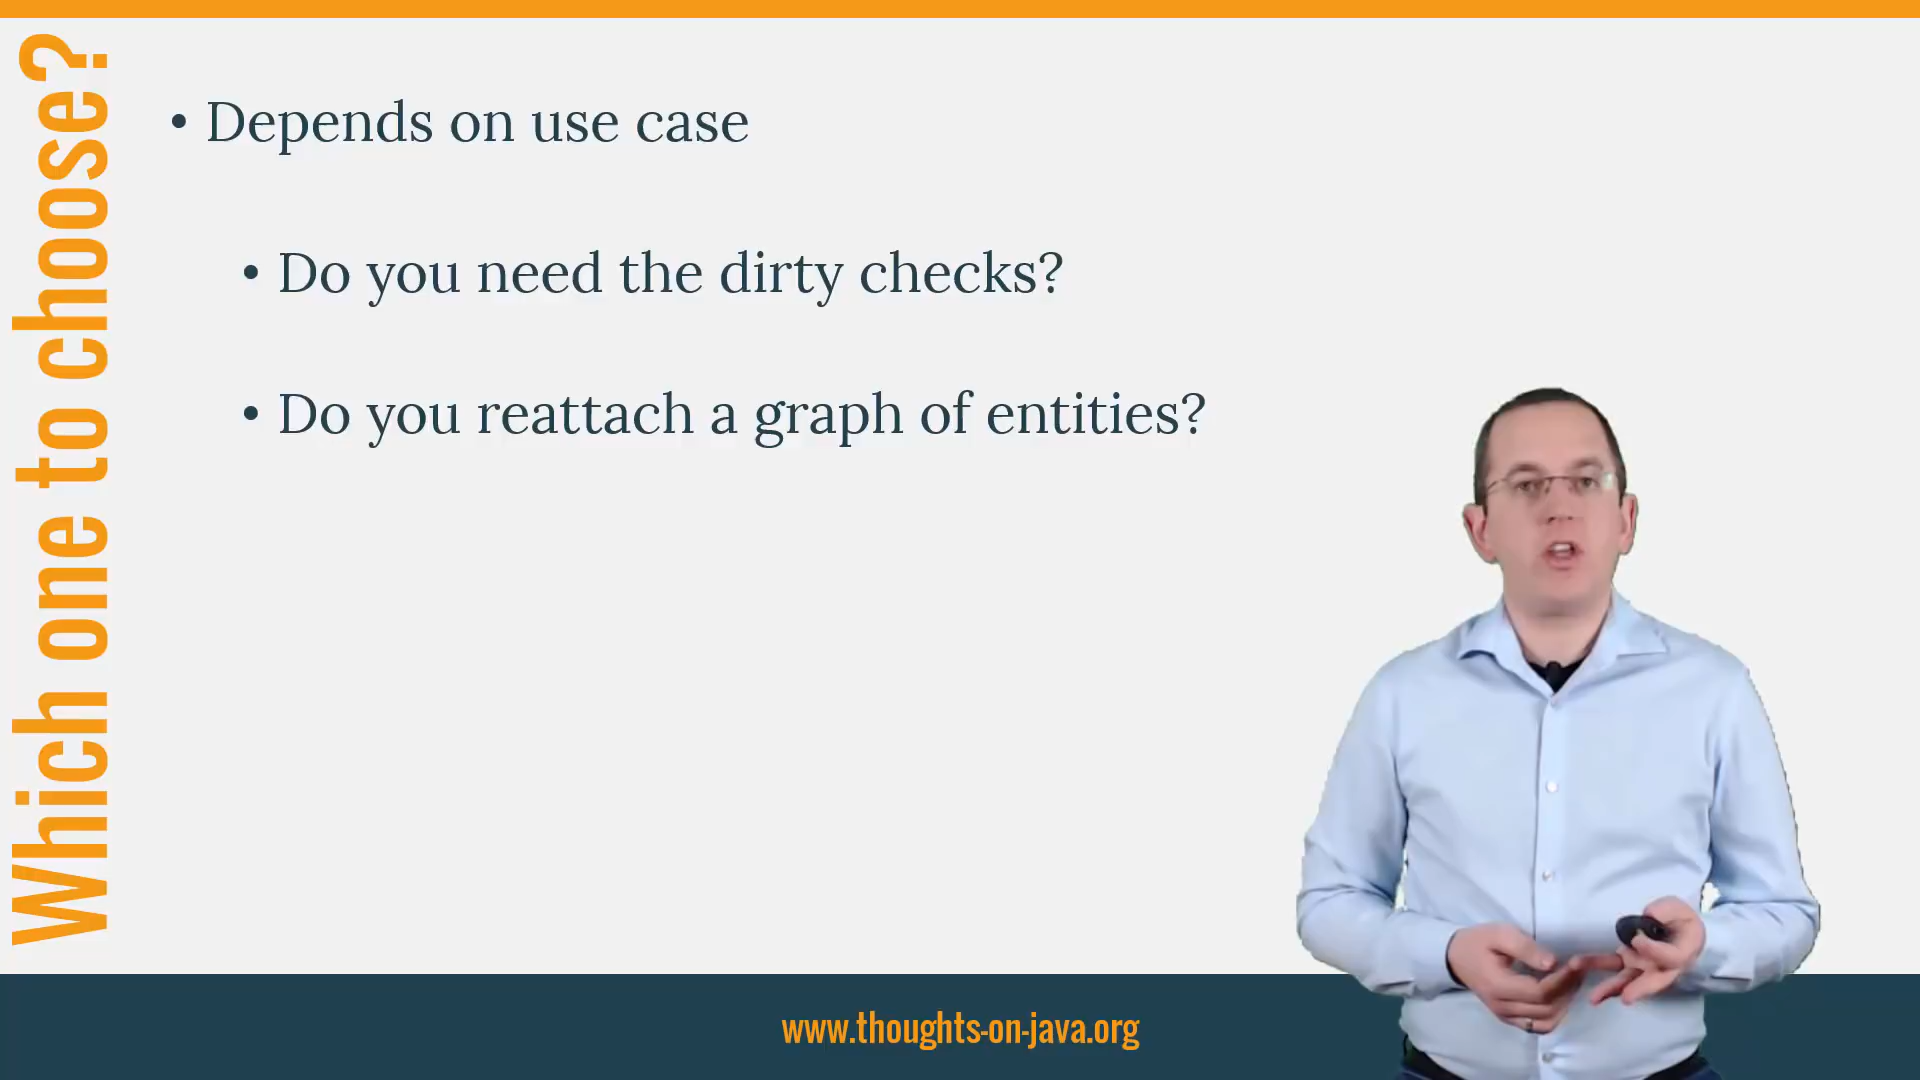 Which one to choose?
• Depends on use case
• Do you need the dirty checks?
• Do you reattach a graph of entities?
www.thoughts-on-java.org